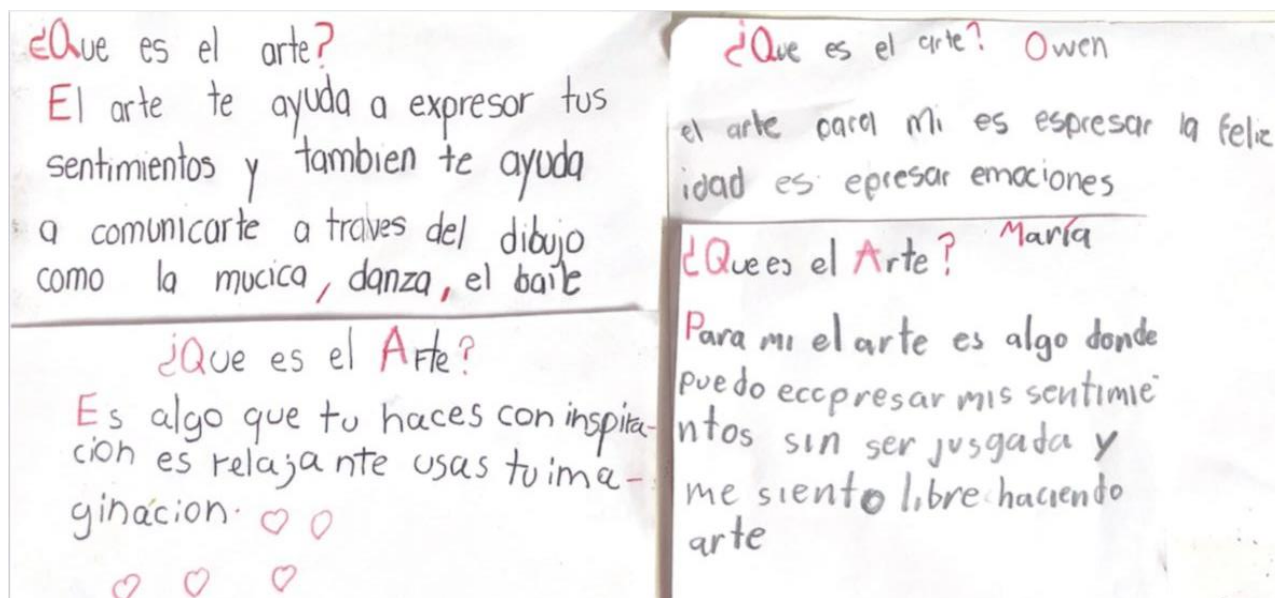 ¿Que es el arte?
El arte te ayuda a expresor tus
sentimientos y tambien te ayuda
a comunicarte a traves del dibujo
como la mucica, danza, el baile
¿Que es el Arte?
Es algo que tu haces con inspira-
cion es relajante usas tu ima-
ginacion.
¿Que es el arte? Owen
el arte para mi es espresar la felic
idad es epresar emociones
¿Que es el Arte? María
Para mi el arte es algo donde
puedo eccpresar mis sentimie
ntos sin ser jusgada y
me siento libre haciendo
arte